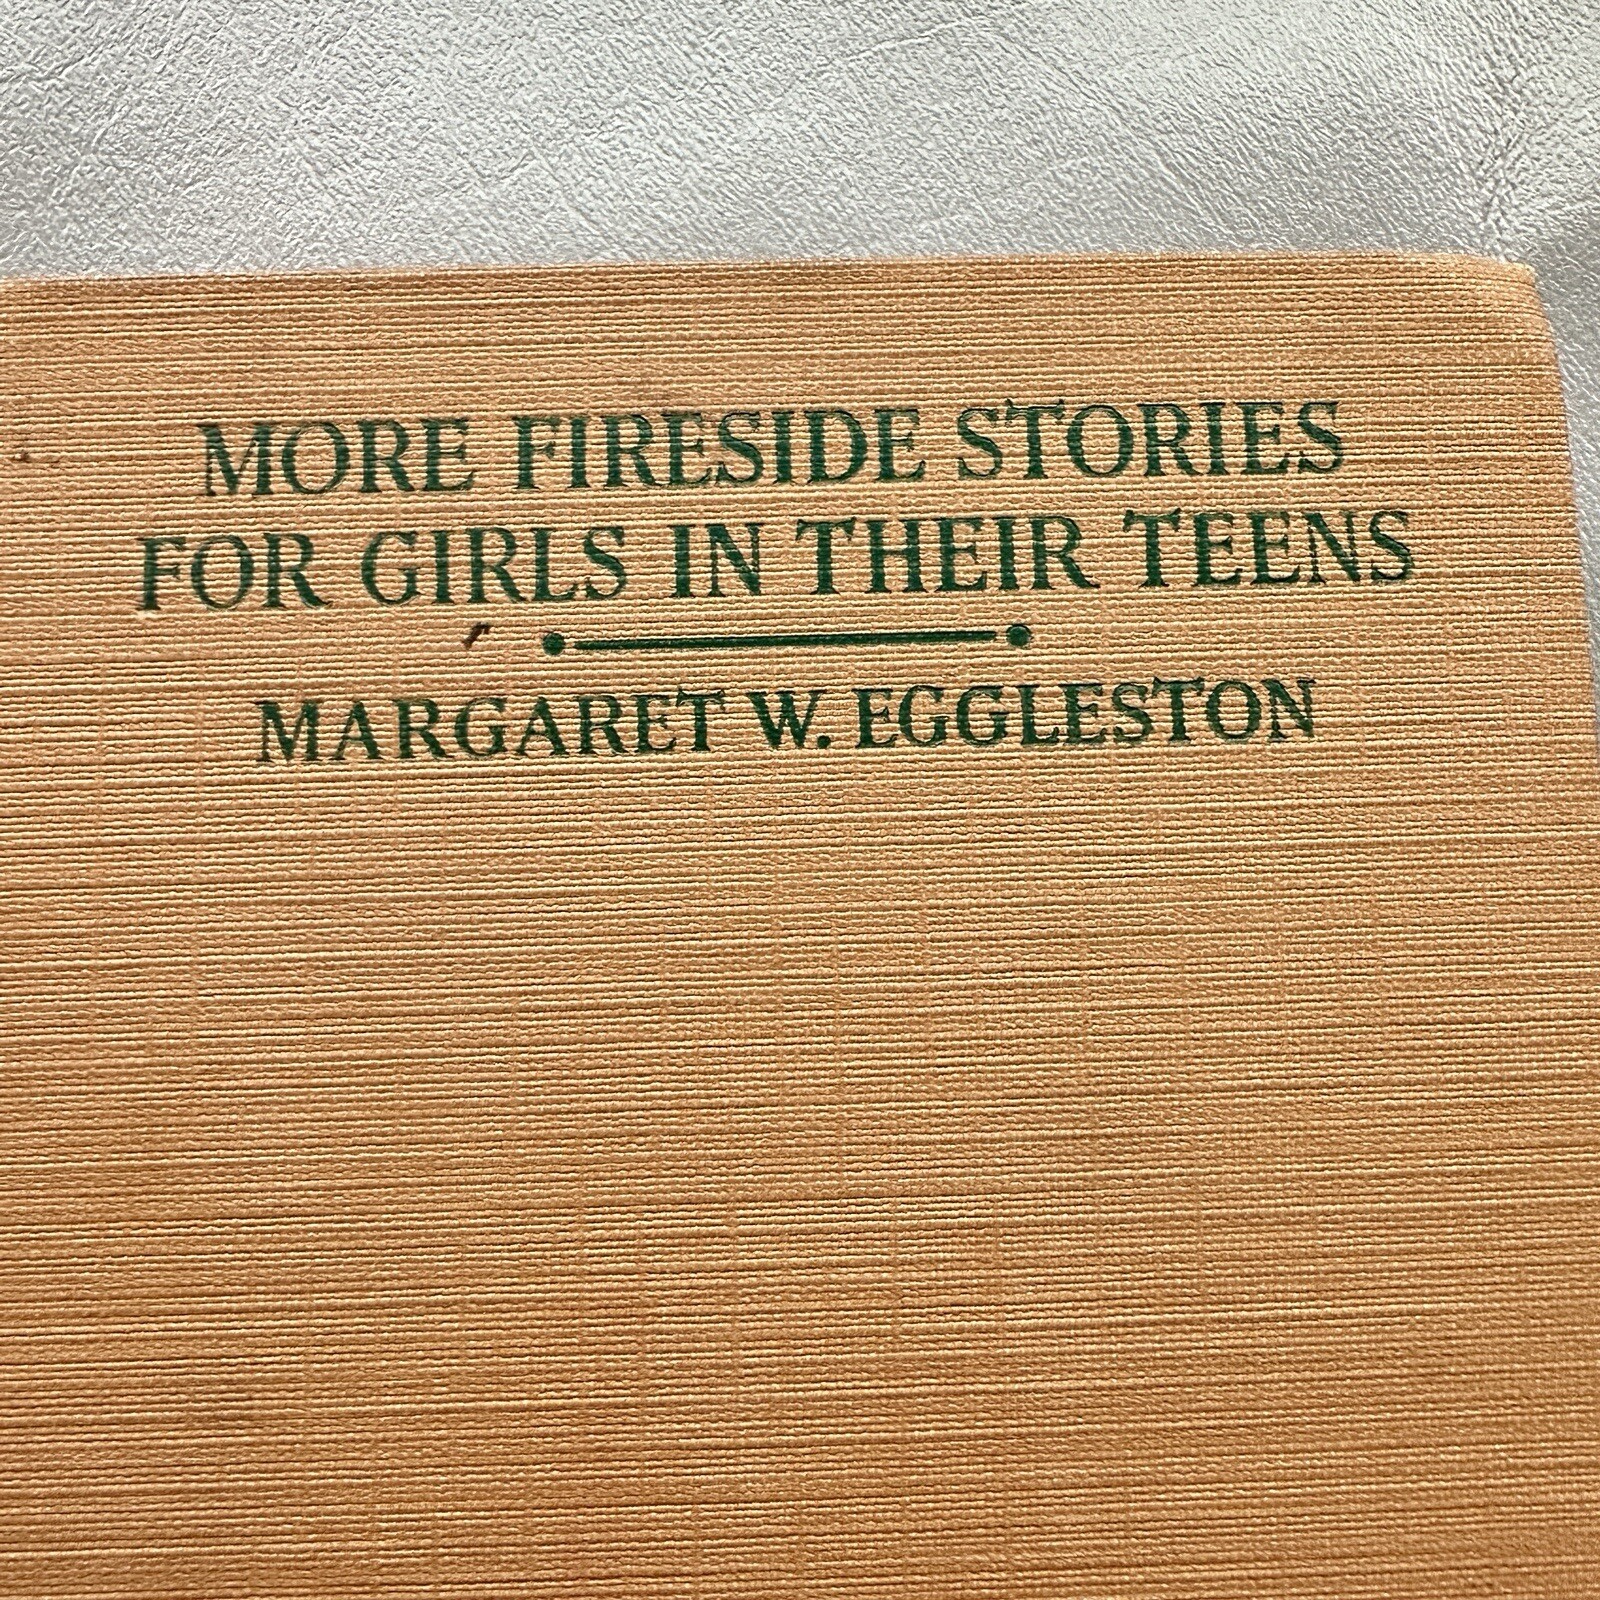 MORE FIRESIDE STORIES
FOR GIRLS IN THEIR TEENS
MARGARET W. EGGLESTON